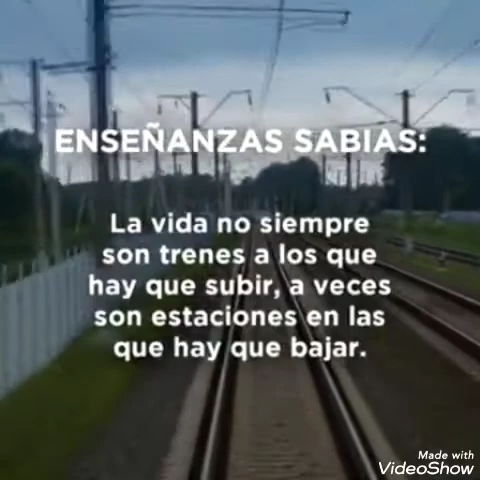 ENSEÑANZAS SABIAS:
La vida no siempre
son trenes a los que
hay que subir, a veces
son estaciones en las
que hay que bajar.
Made with
VideoShow